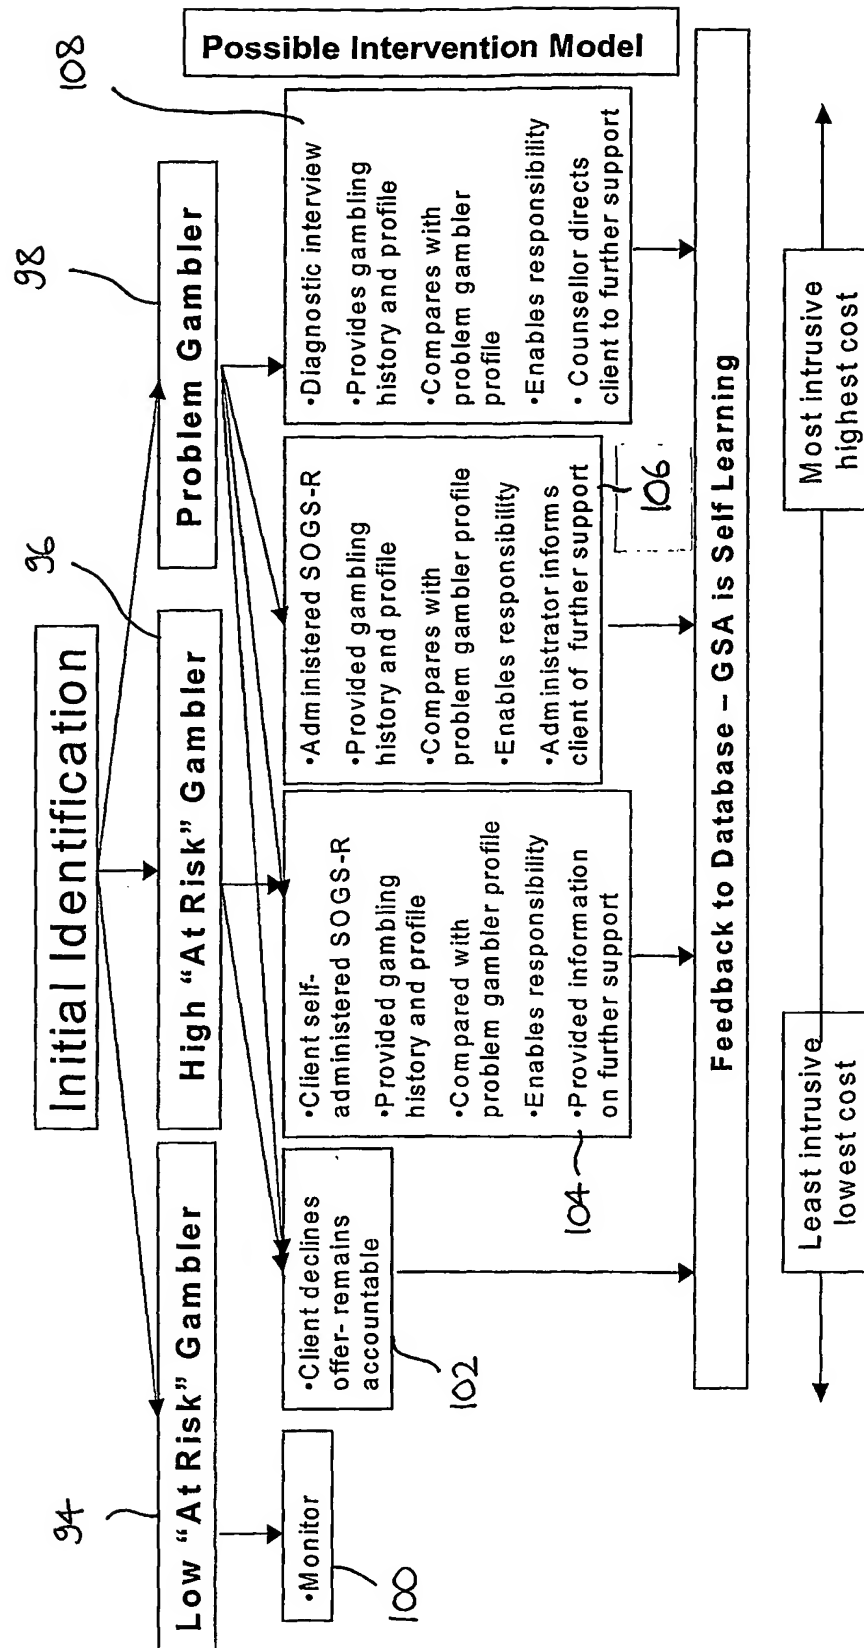 Possible Intervention Model
Initial Identification
94
Low “At Risk” Gambler
96
High “At Risk” Gambler
98
Problem Gambler
•Monitor
100
•Client declines
offer- remains
accountable
102
•Client self-
administered SOGS-R
•Provided gambling
history and profile
•Compared with
problem gambler profile
•Enables responsibility
•Provided information
on further support
104
•Administered SOGS-R
•Provided gambling
history and profile
•Compares with
problem gambler profile
•Enables responsibility
•Administrator informs
client of further support
106
•Diagnostic interview
•Provides gambling
history and profile
•Compares with
problem gambler
profile
•Enables responsibility
• Counsellor directs
client to further support
108
Feedback to Database – GSA is Self Learning
Least intrusive
lowest cost
Most intrusive
highest cost